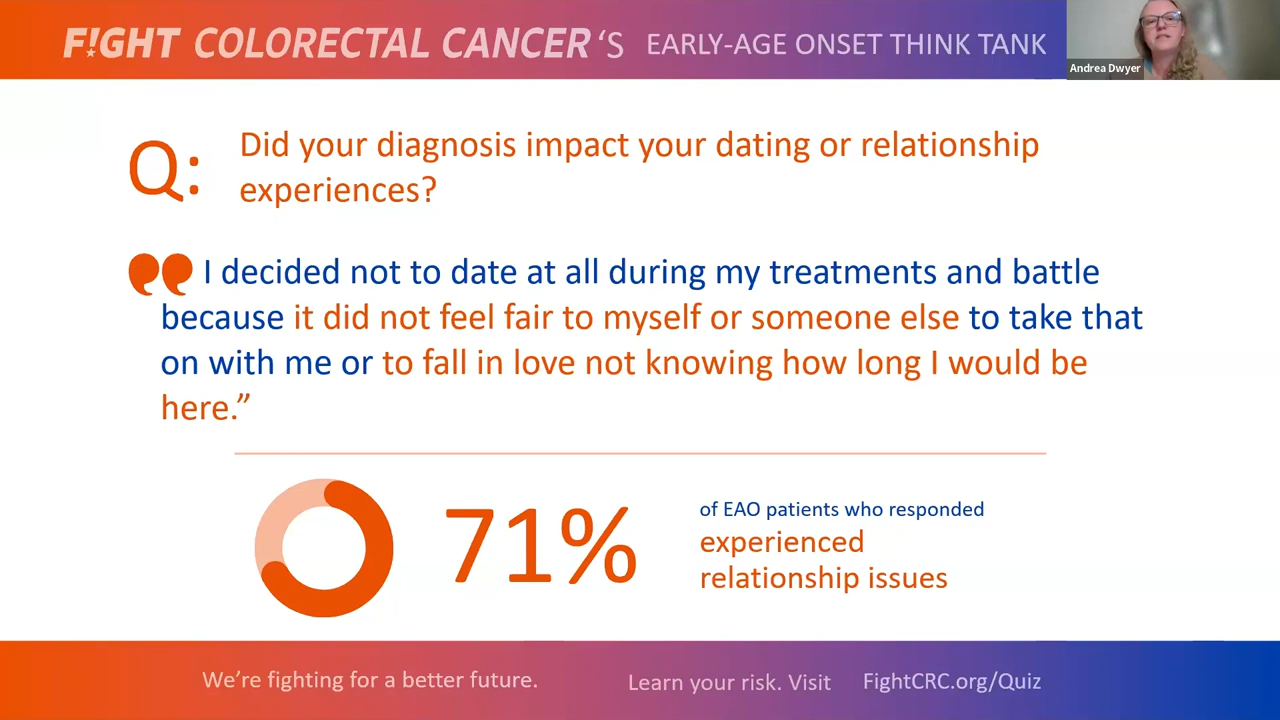 F!GHT COLORECTAL CANCER'S EARLY-AGE ONSET THINK TANK
Andrea Dwyer
Q: Did your diagnosis impact your dating or relationship
experiences?
❞ I decided not to date at all during my treatments and battle
because it did not feel fair to myself or someone else to take that
on with me or to fall in love not knowing how long I would be
here.”
71%
of EAO patients who responded
experienced
relationship issues
We’re fighting for a better future. Learn your risk. Visit FightCRC.org/Quiz